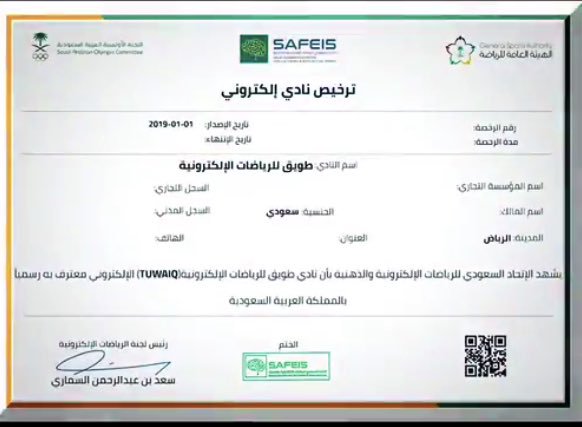 اللجنة الأولمبية العربية السعودية
Saudi Arabian Olympic Committee
SAFEIS
General Sports Authority
الهيئة العامة للرياضة
ترخيص نادي إلكتروني
رقم الرخصة:
تاريخ الإصدار: 2019-01-01
مدة الرخصة:
تاريخ الإنتهاء:
اسم النادي: طويق للرياضات الإلكترونية
اسم المؤسسة التجاري:
السجل التجاري:
اسم المالك:
الجنسية: سعودي
السجل المدني:
المدينة: الرياض
العنوان:
الهاتف:
يشهد الإتحاد السعودي للرياضات الإلكترونية والذهنية بأن نادي طويق للرياضات الإلكترونية(TUWAIQ) الإلكتروني معترف به رسمياً
بالمملكة العربية السعودية
الختم
رئيس لجنة الرياضات الإلكترونية
SAFEIS
سعد بن عبدالرحمن السماري